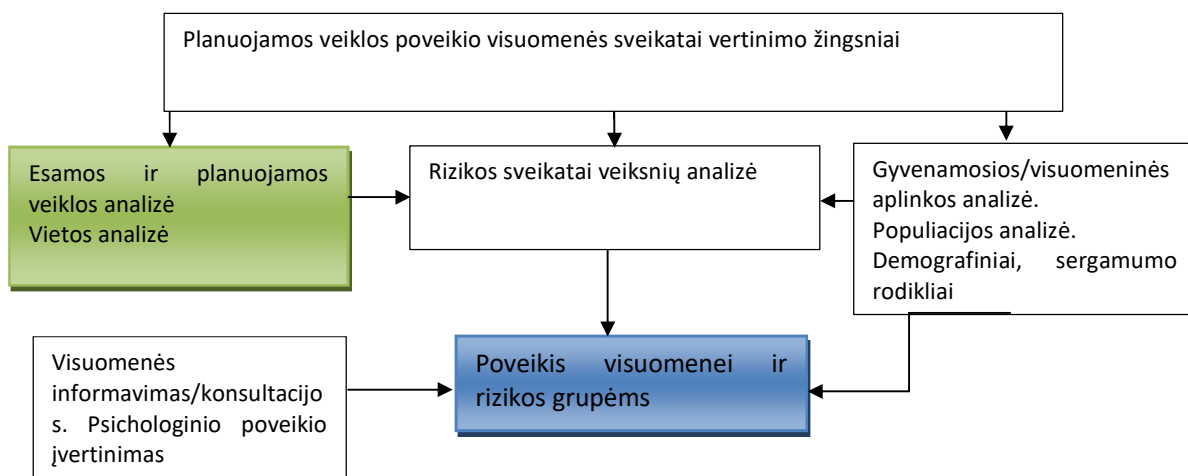 Planuojamos veiklos poveikio visuomenės sveikatai vertinimo žingsniai
Esamos ir planuojamos
veiklos analizė
Vietos analizė
Rizikos sveikatai veiksnių analizė
Gyvenamosios/visuomeninės
aplinkos analizė.
Populiacijos analizė.
Demografiniai, sergamumo
rodikliai
Visuomenės
informavimas/konsultacijo
s. Psichologinio poveikio
įvertinimas
Poveikis visuomenei ir
rizikos grupėms